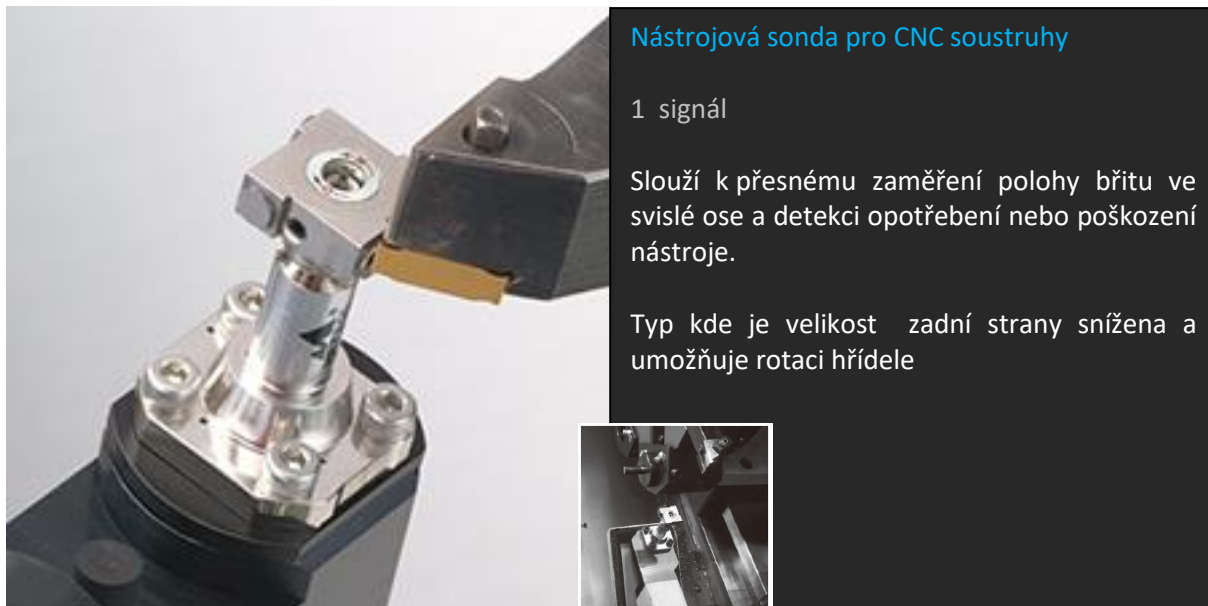 Nástrojová sonda pro CNC soustruhy
1 signál
Slouží k přesnému zaměření polohy břitu ve
svislé ose a detekci opotřebení nebo poškození
nástroje.
Typ kde je velikost zadní strany snížena a
umožňuje rotaci hřídele